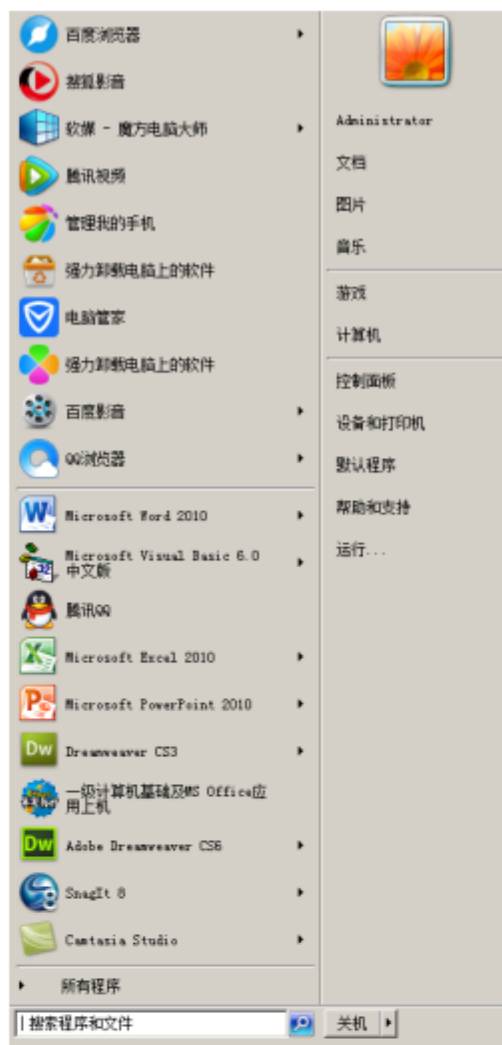 百度浏览器
搜狐影音
软媒 - 魔方电脑大师
腾讯视频
管理我的手机
强力卸载电脑上的软件
电脑管家
强力卸载电脑上的软件
百度影音
QQ浏览器
Microsoft Word 2010
Microsoft Visual Basic 6.0
中文版
腾讯QQ
Microsoft Excel 2010
Microsoft PowerPoint 2010
Dw
Dreamweaver CS3
一级计算机基础及MS Office应
用上机
Dw
Adobe Dreamweaver CS6
SnagIt 8
Camtasia Studio
所有程序
搜索程序和文件
Administrator
文档
图片
音乐
游戏
计算机
控制面板
设备和打印机
默认程序
帮助和支持
运行...
关机